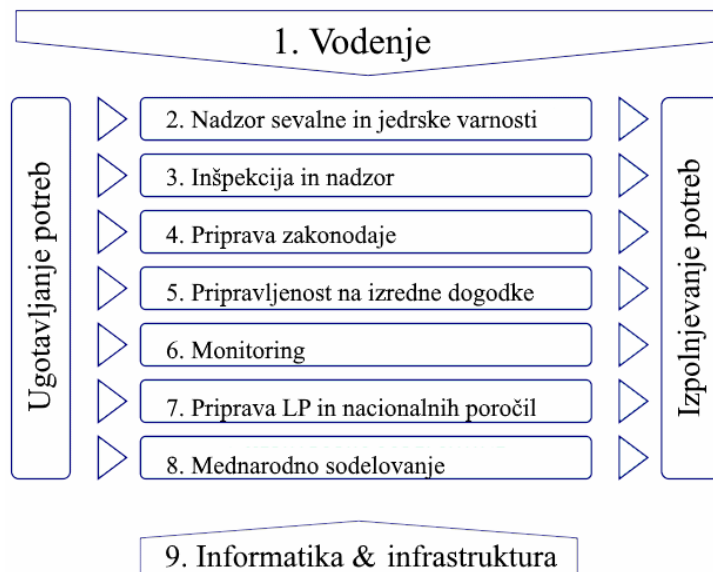 1. Vodenje
Ugotavljanje potreb
2. Nadzor sevalne in jedrske varnosti
3. Inšpekcija in nadzor
4. Priprava zakonodaje
5. Pripravljenost na izredne dogodke
6. Monitoring
7. Priprava LP in nacionalnih poročil
8. Mednarodno sodelovanje
Izpolnjevanje potreb
9. Informatika & infrastruktura